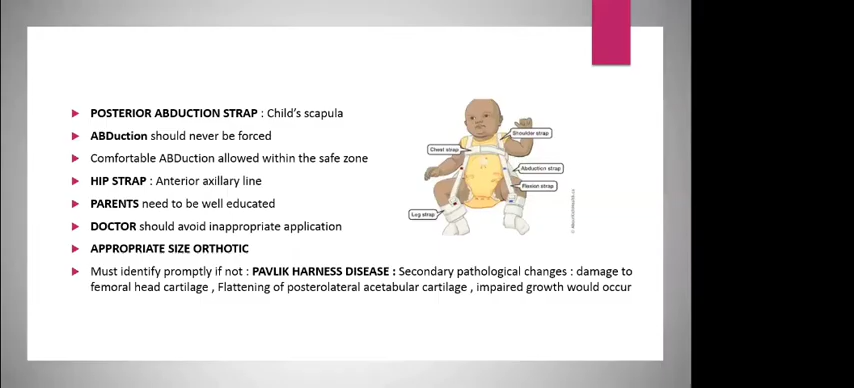 POSTERIOR ABDUCTION STRAP : Child's scapula
ABDuction should never be forced
Comfortable ABDuction allowed within the safe zone
HIP STRAP : Anterior axillary line
PARENTS need to be well educated
DOCTOR should avoid inappropriate application
APPROPRIATE SIZE ORTHOTIC
Must identify promptly if not : PAVLIK HARNESS DISEASE : Secondary pathological changes : damage to
femoral head cartilage , Flattening of posterolateral acetabular cartilage , impaired growth would occur
Shoulder strap
Chest strap
Abduction strap
Flexion strap
Leg strap